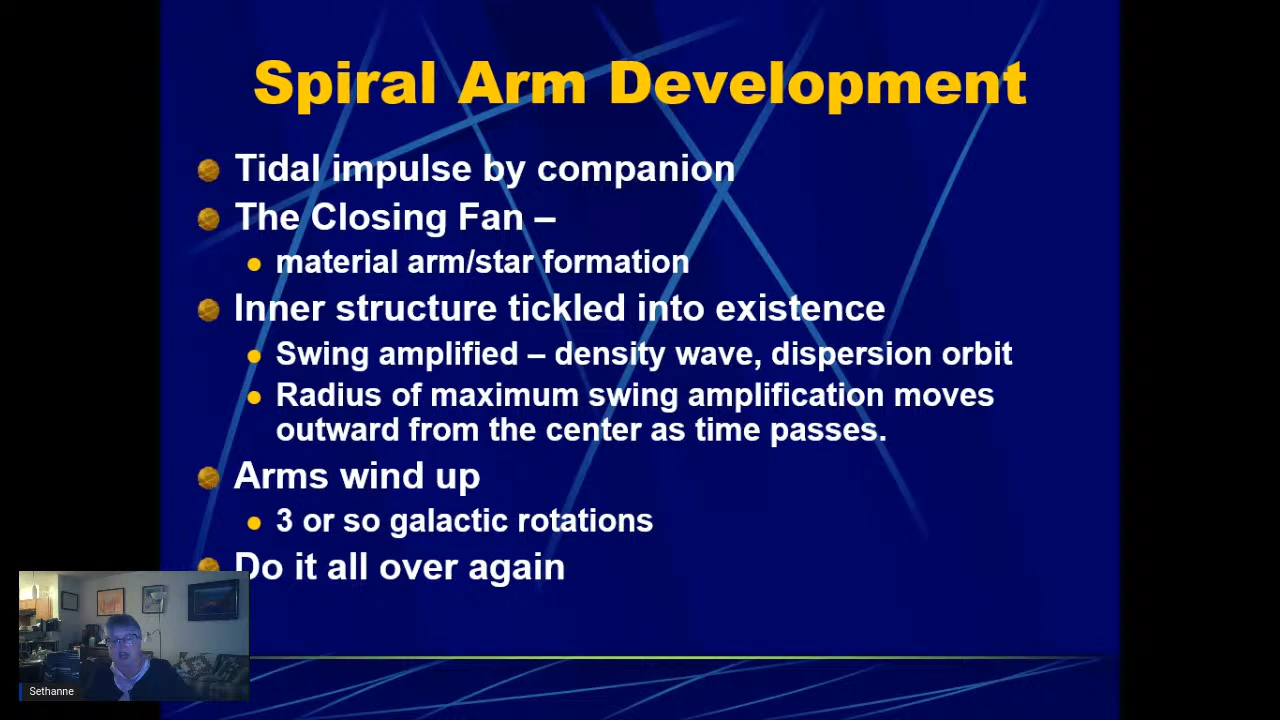 Spiral Arm Development
Tidal impulse by companion
The Closing Fan –
material arm/star formation
Inner structure tickled into existence
Swing amplified – density wave, dispersion orbit
Radius of maximum swing amplification moves
outward from the center as time passes.
Arms wind up
3 or so galactic rotations
Do it all over again
Sethanne